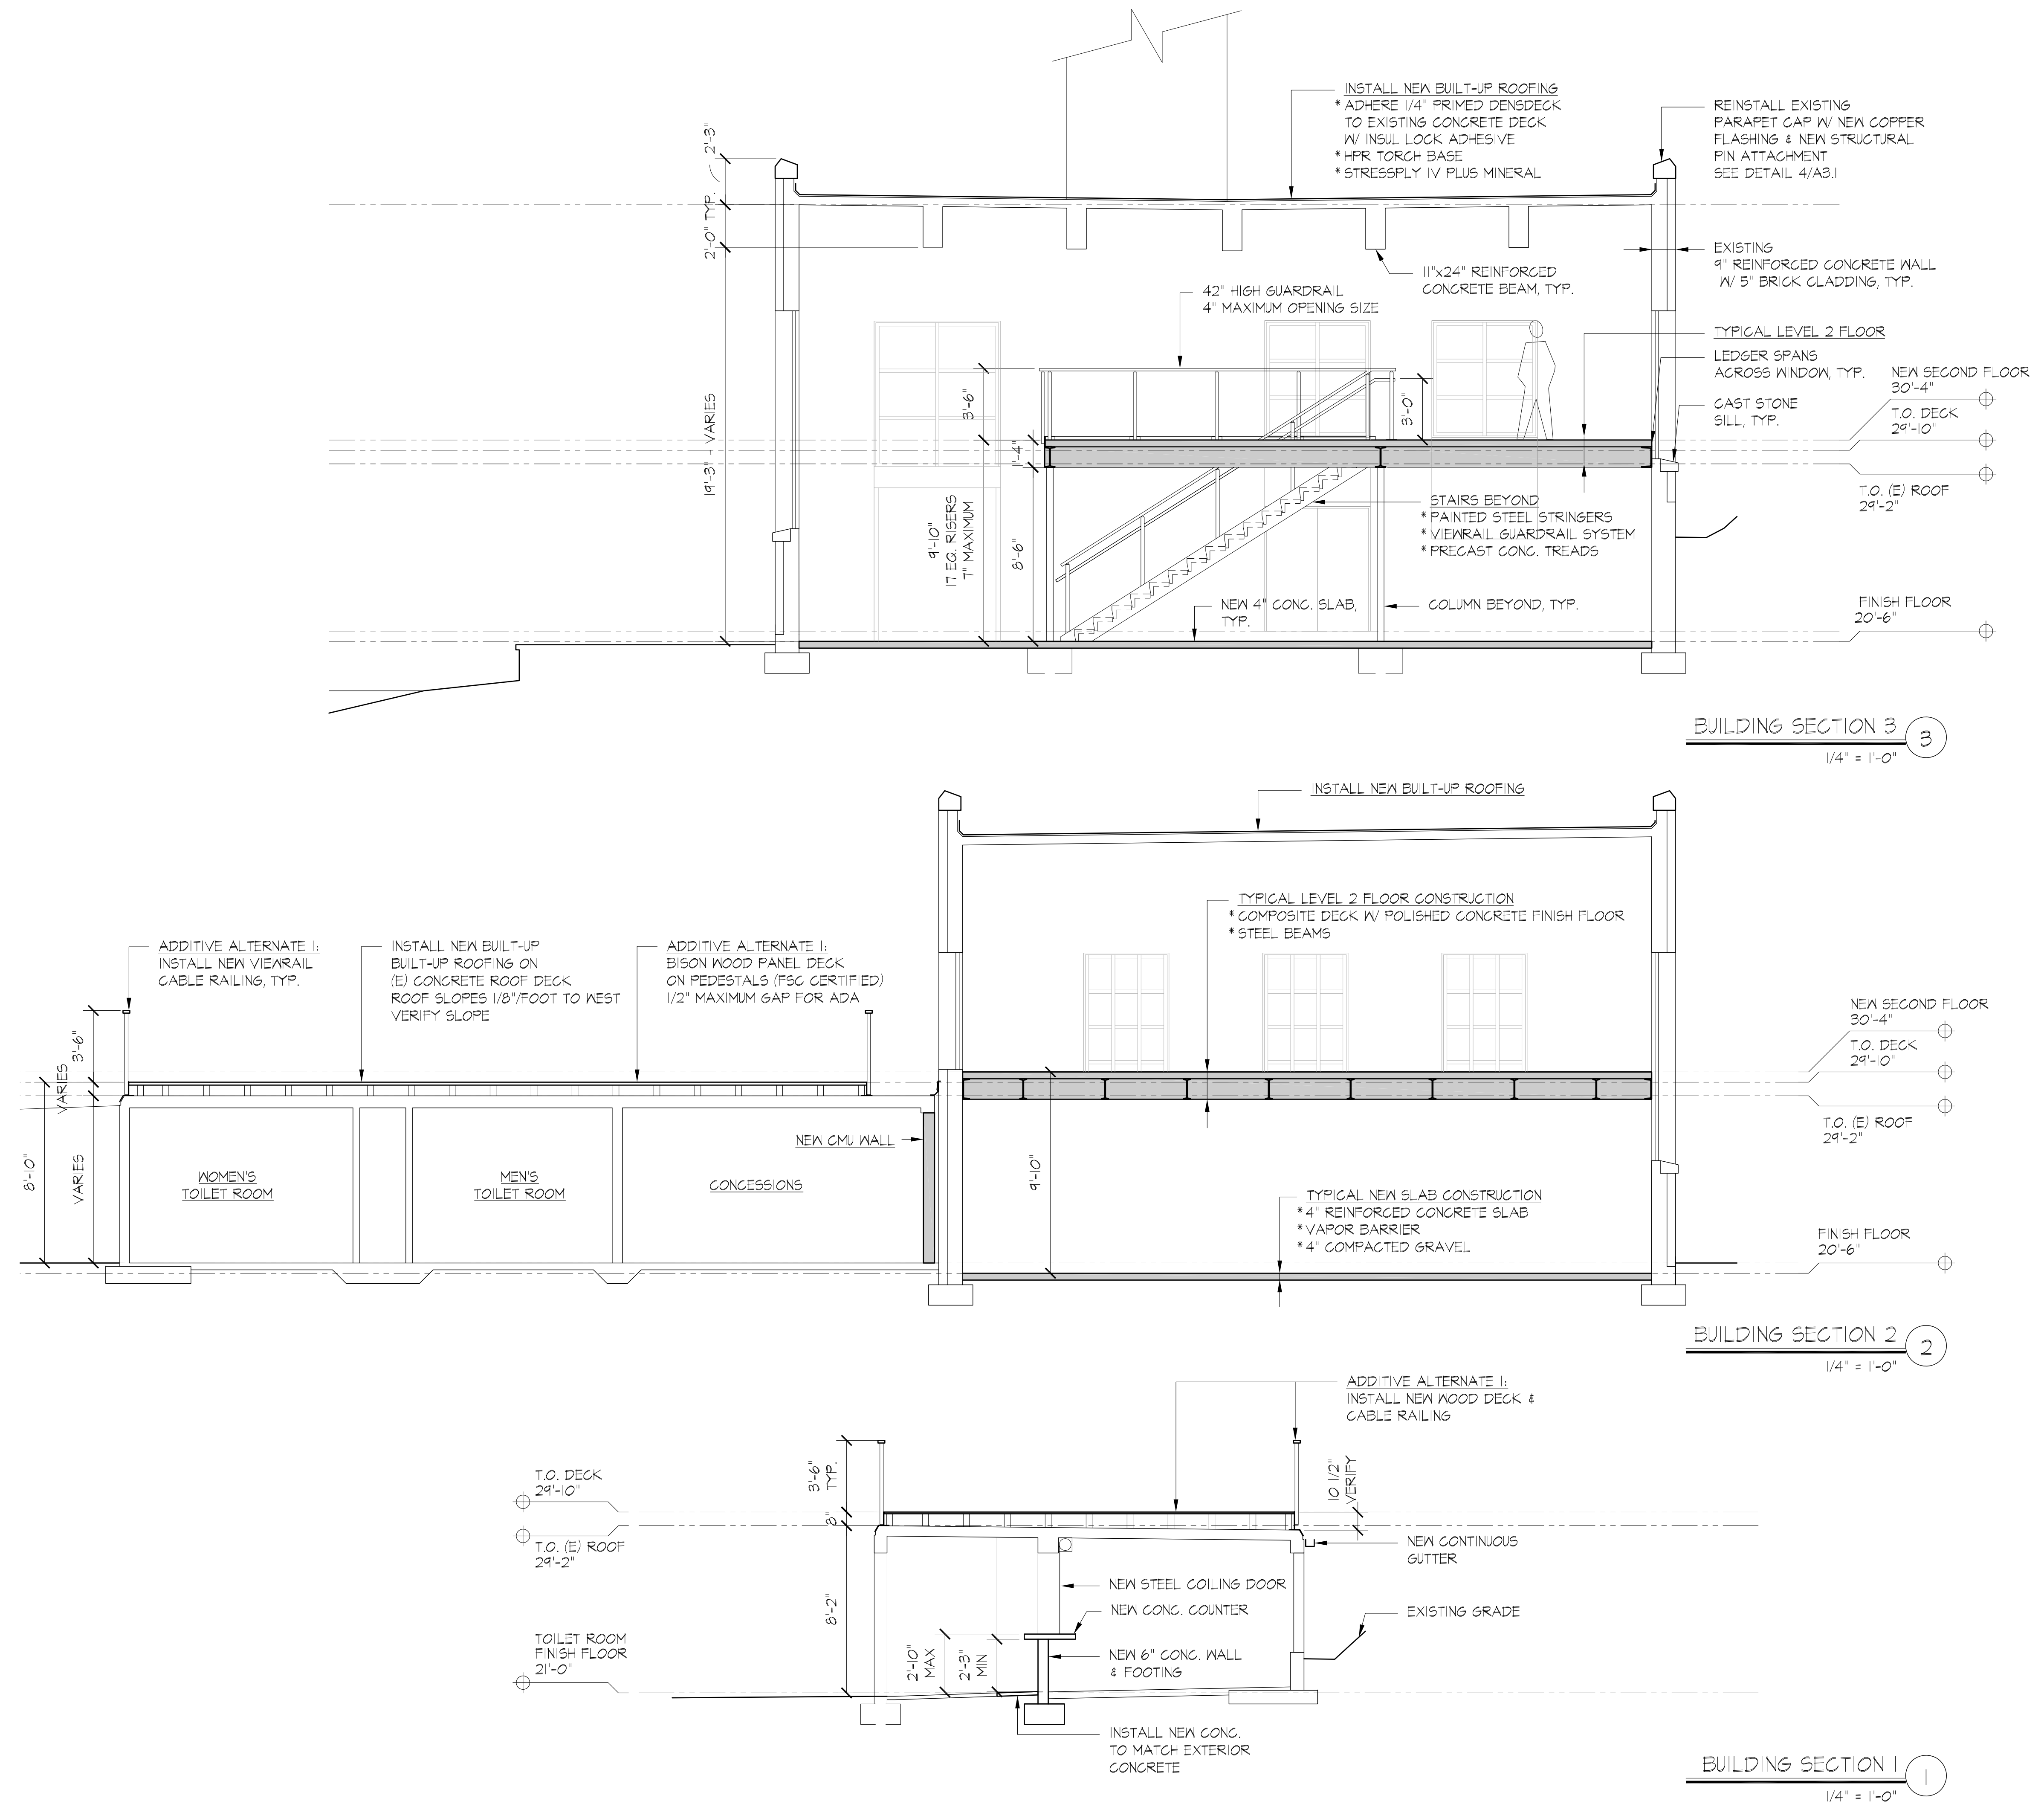 INSTALL NEW BUILT-UP ROOFING
* ADHERE 1/4" PRIMED DENSDECK
TO EXISTING CONCRETE DECK
W/ INSUL LOCK ADHESIVE
* HPR TORCH BASE
* STRESSPLY IV PLUS MINERAL
REINSTALL EXISTING
PARAPET CAP W/ NEW COPPER
FLASHING & NEW STRUCTURAL
PIN ATTACHMENT
SEE DETAIL 4/A3.1
2'-3"
2'-0" TYP.
19'-3" - VARIES
11"x24" REINFORCED
CONCRETE BEAM, TYP.
EXISTING
9" REINFORCED CONCRETE WALL
W/ 5" BRICK CLADDING, TYP.
42" HIGH GUARDRAIL
4" MAXIMUM OPENING SIZE
TYPICAL LEVEL 2 FLOOR
LEDGER SPANS
ACROSS WINDOW, TYP.
CAST STONE
SILL, TYP.
NEW SECOND FLOOR
30'-4"
T.O. DECK
29'-10"
T.O. (E) ROOF
29'-2"
3'-6"
3'-0"
1'-4"
9'-10"
17 EQ. RISERS
7" MAXIMUM
8'-6"
STAIRS BEYOND
* PAINTED STEEL STRINGERS
* VIEWRAIL GUARDRAIL SYSTEM
* PRECAST CONC. TREADS
NEW 4" CONC. SLAB,
TYP.
COLUMN BEYOND, TYP.
FINISH FLOOR
20'-6"
BUILDING SECTION 3
3
1/4" = 1'-0"
INSTALL NEW BUILT-UP ROOFING
TYPICAL LEVEL 2 FLOOR CONSTRUCTION
* COMPOSITE DECK W/ POLISHED CONCRETE FINISH FLOOR
* STEEL BEAMS
ADDITIVE ALTERNATE 1:
INSTALL NEW VIEWRAIL
CABLE RAILING, TYP.
INSTALL NEW BUILT-UP
BUILT-UP ROOFING ON
(E) CONCRETE ROOF DECK
ROOF SLOPES 1/8"/FOOT TO WEST
VERIFY SLOPE
ADDITIVE ALTERNATE 1:
BISON WOOD PANEL DECK
ON PEDESTALS (FSC CERTIFIED)
1/2" MAXIMUM GAP FOR ADA
NEW SECOND FLOOR
30'-4"
T.O. DECK
29'-10"
T.O. (E) ROOF
29'-2"
3'-6"
VARIES
8'-10"
VARIES
NEW CMU WALL
WOMEN'S
TOILET ROOM
MEN'S
TOILET ROOM
CONCESSIONS
9'-10"
TYPICAL NEW SLAB CONSTRUCTION
* 4" REINFORCED CONCRETE SLAB
* VAPOR BARRIER
* 4" COMPACTED GRAVEL
FINISH FLOOR
20'-6"
BUILDING SECTION 2
2
1/4" = 1'-0"
ADDITIVE ALTERNATE 1:
INSTALL NEW WOOD DECK &
CABLE RAILING
3'-6"
TYP.
10 1/2"
VERIFY
T.O. DECK
29'-10"
T.O. (E) ROOF
29'-2"
8"
8'-2"
NEW CONTINUOUS
GUTTER
NEW STEEL COILING DOOR
NEW CONC. COUNTER
EXISTING GRADE
TOILET ROOM
FINISH FLOOR
21'-0"
2'-10"
MAX
2'-3"
MIN
NEW 6" CONC. WALL
& FOOTING
INSTALL NEW CONC.
TO MATCH EXTERIOR
CONCRETE
BUILDING SECTION 1
1
1/4" = 1'-0"